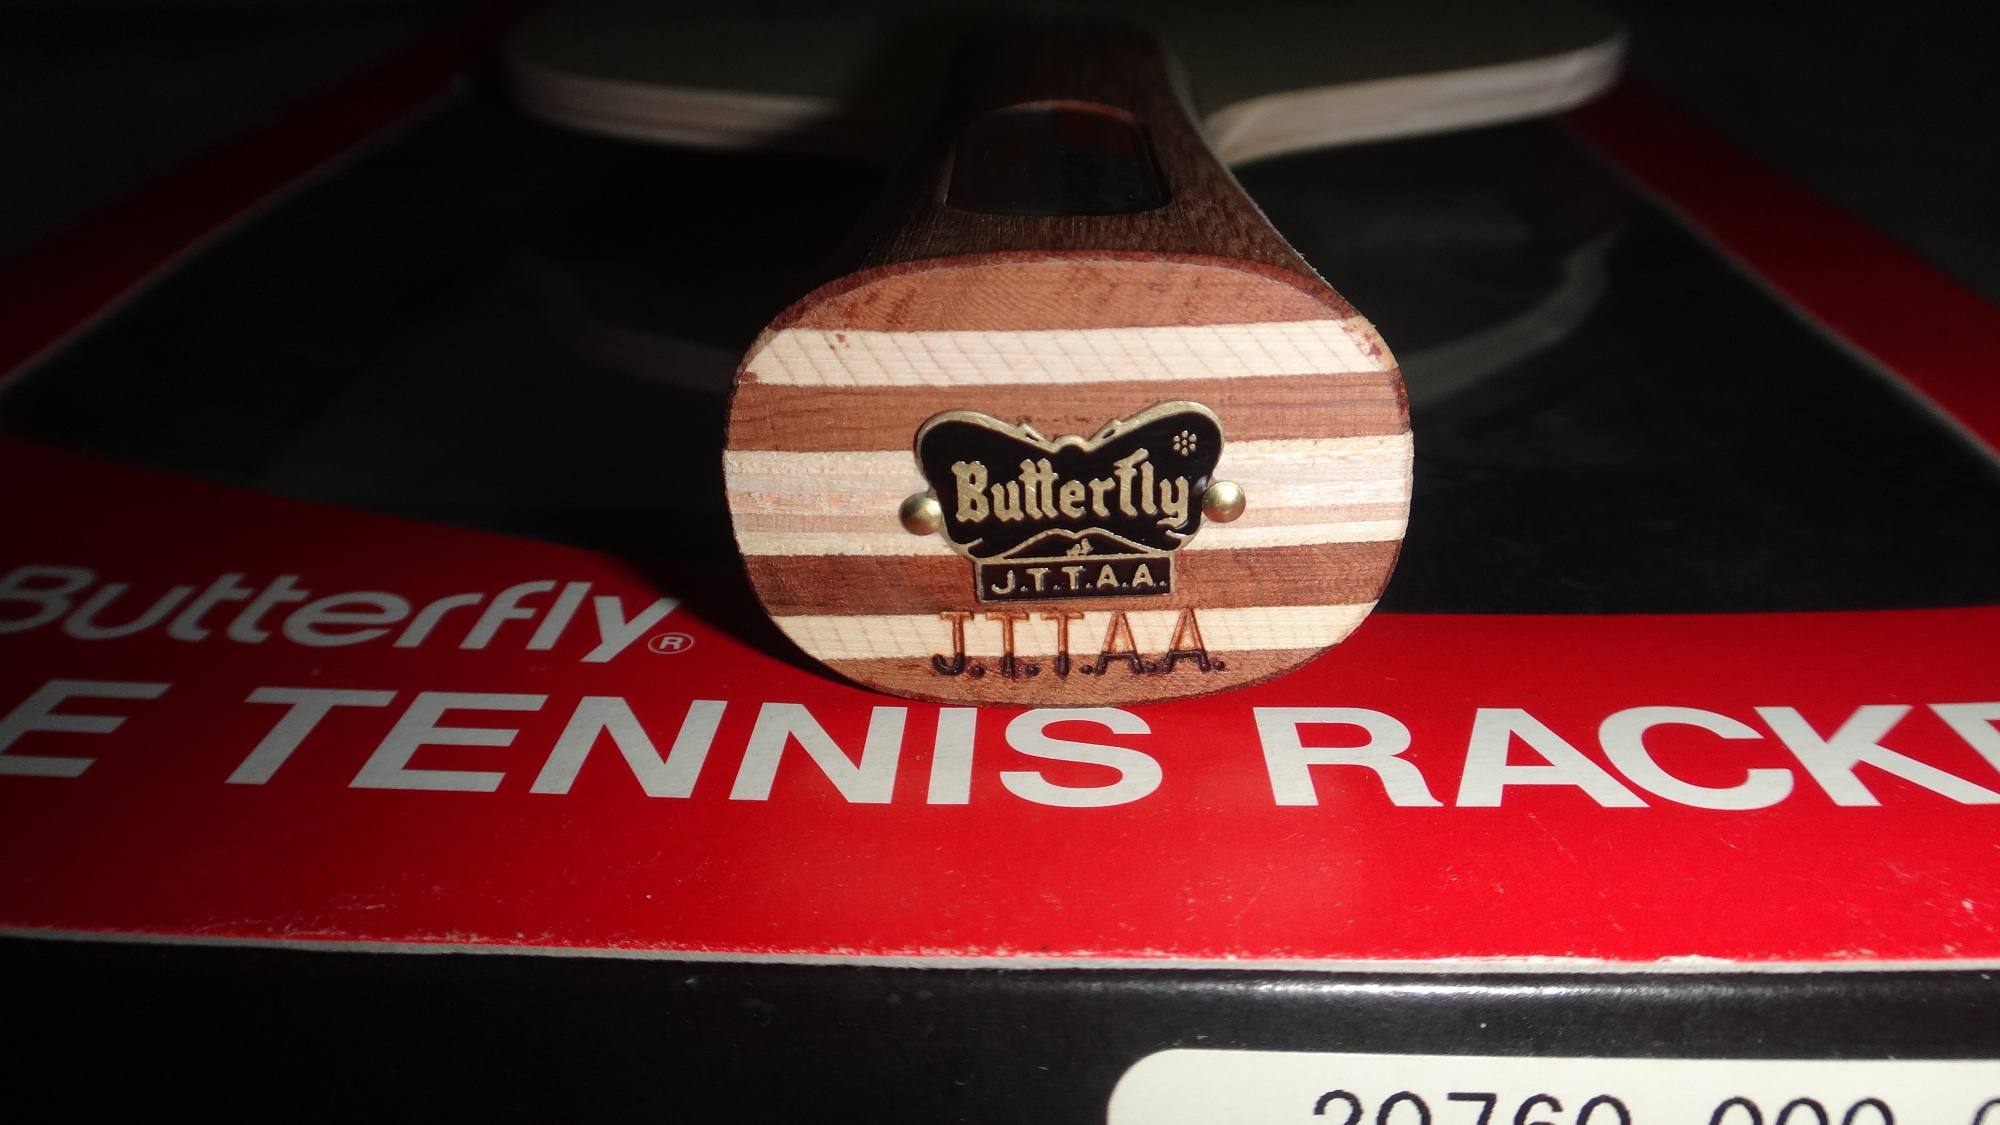 Butterfly
J.T.T.A.A.
J.T.T.A.A.
Butterfly®
E TENNIS RACKE